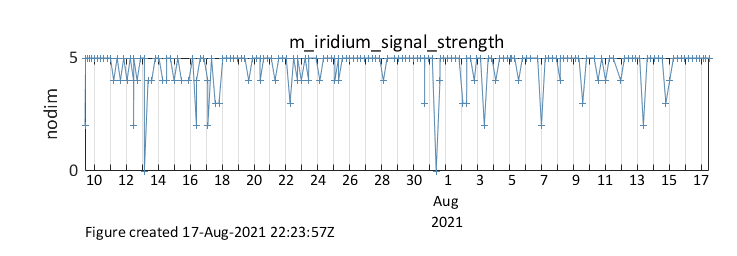 m_iridium_signal_strength
5
nodim
0
10 12 14 16 18 20 22 24 26 28 30 1 3 5 7 9 11 13 15 17
Aug
2021
Figure created 17-Aug-2021 22:23:57Z